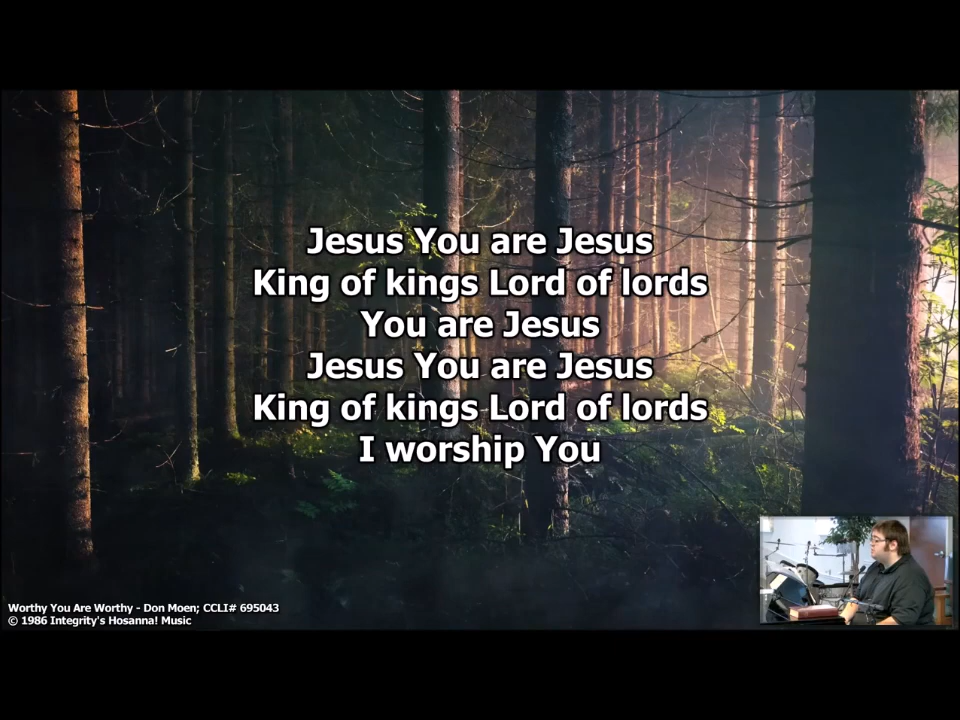 Jesus You are Jesus
King of kings Lord of lords
You are Jesus
Jesus You are Jesus
King of kings Lord of lords
I worship You
Worthy You Are Worthy - Don Moen; CCLI# 695043
© 1986 Integrity's Hosanna! Music